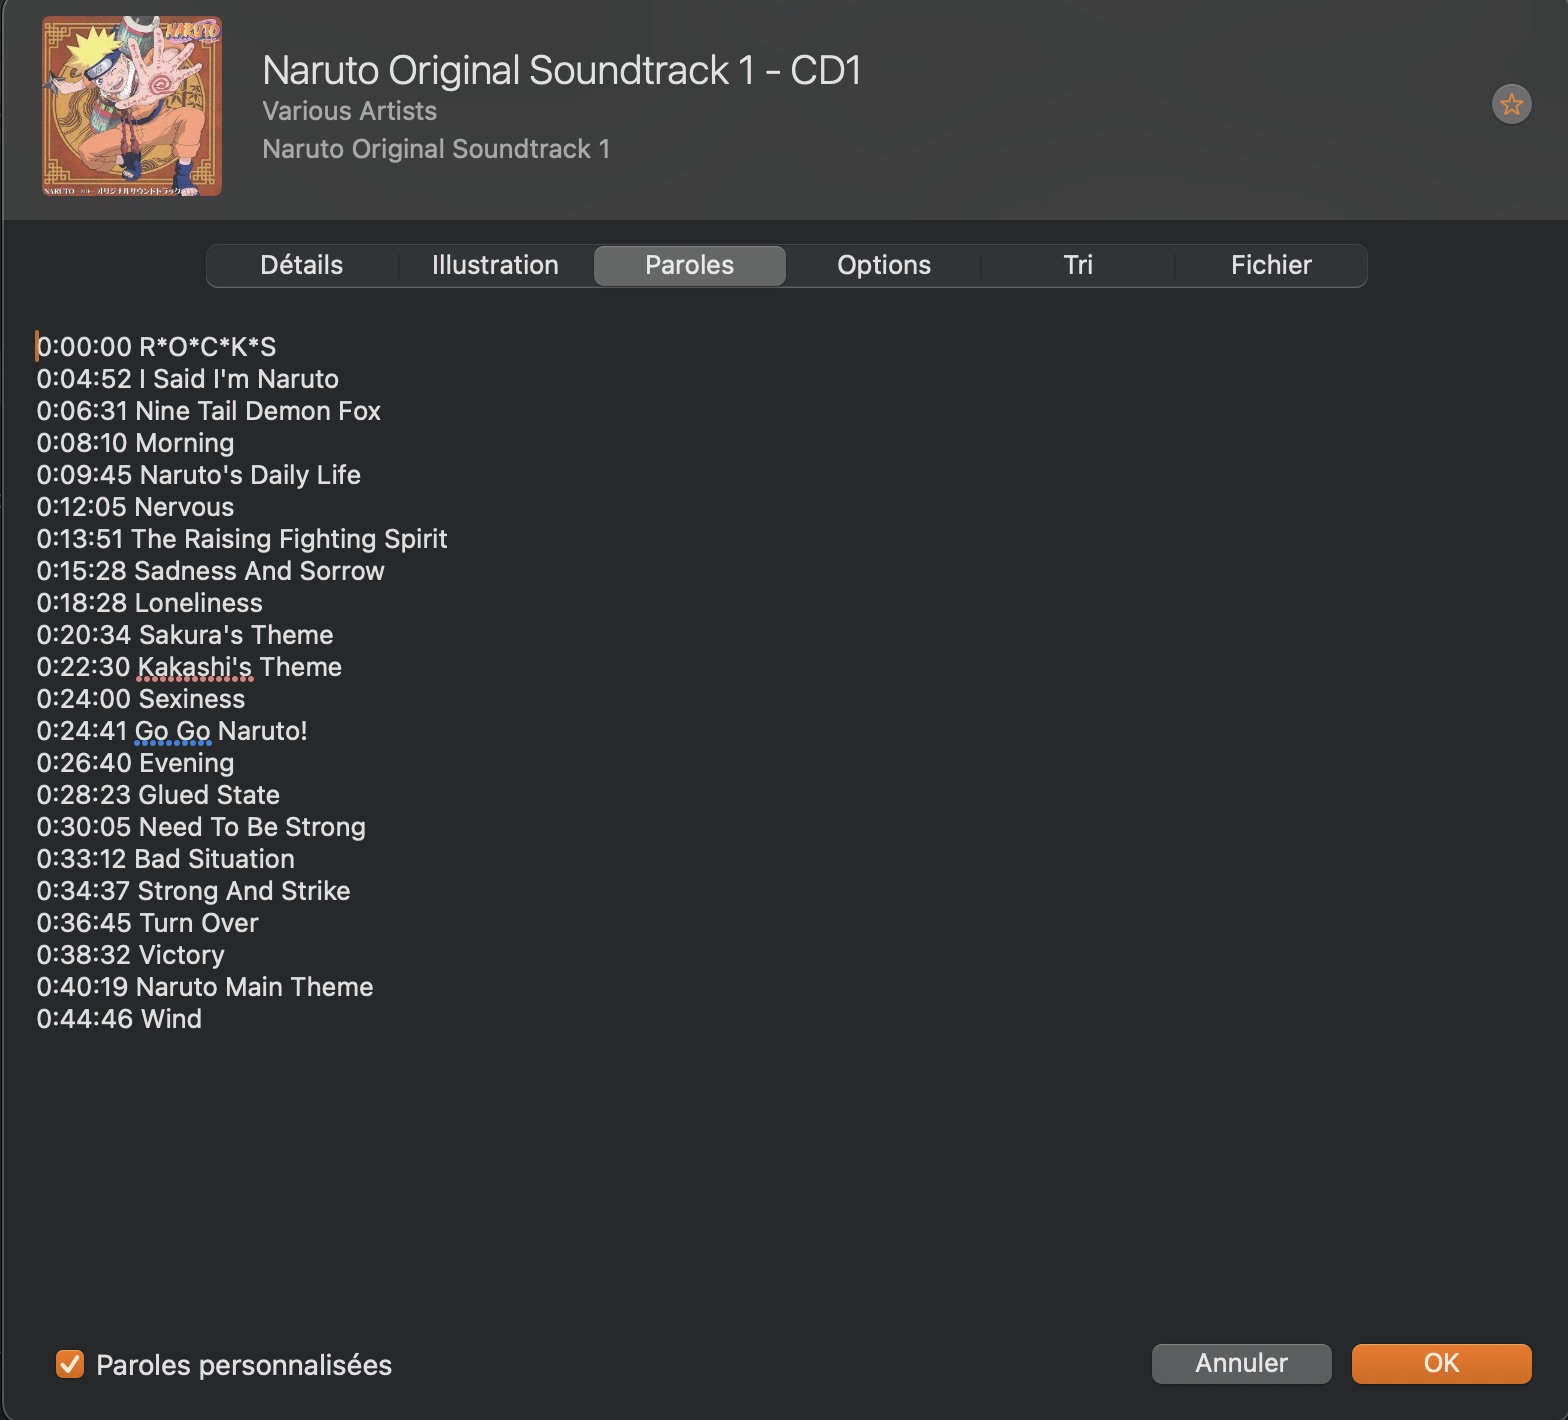 NARUTO
NARUTO オリジナルサウンドトラック
Naruto Original Soundtrack 1 - CD1
Various Artists
Naruto Original Soundtrack 1
Détails
Illustration
Paroles
Options
Tri
Fichier
0:00:00 R*O*C*K*S
0:04:52 I Said I'm Naruto
0:06:31 Nine Tail Demon Fox
0:08:10 Morning
0:09:45 Naruto's Daily Life
0:12:05 Nervous
0:13:51 The Raising Fighting Spirit
0:15:28 Sadness And Sorrow
0:18:28 Loneliness
0:20:34 Sakura's Theme
0:22:30 Kakashi's Theme
0:24:00 Sexiness
0:24:41 Go Go Naruto!
0:26:40 Evening
0:28:23 Glued State
0:30:05 Need To Be Strong
0:33:12 Bad Situation
0:34:37 Strong And Strike
0:36:45 Turn Over
0:38:32 Victory
0:40:19 Naruto Main Theme
0:44:46 Wind
Paroles personnalisées
Annuler
OK